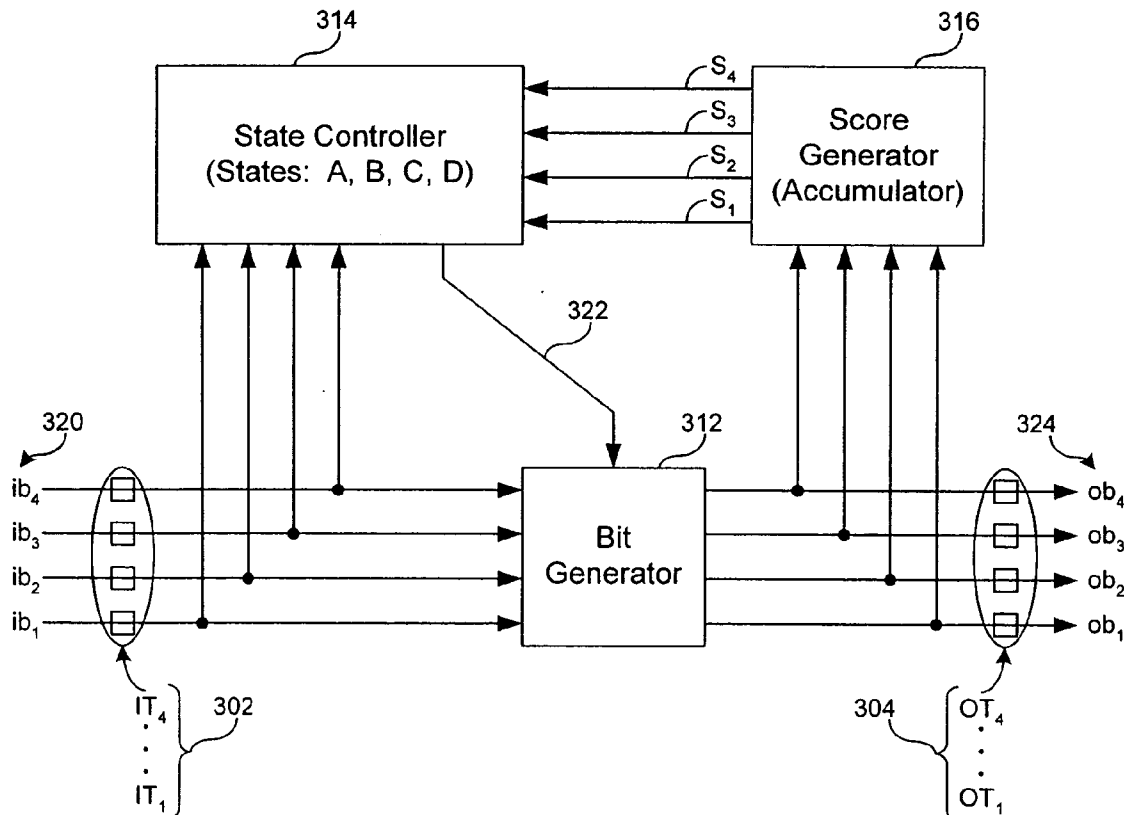 314
316
State Controller
(States: A, B, C, D)
S₄
S₃
S₂
S₁
Score
Generator
(Accumulator)
322
320
312
324
ib₄
ib₃
ib₂
ib₁
Bit
Generator
ob₄
ob₃
ob₂
ob₁
IT₄
IT₁
302
304
OT₄
OT₁